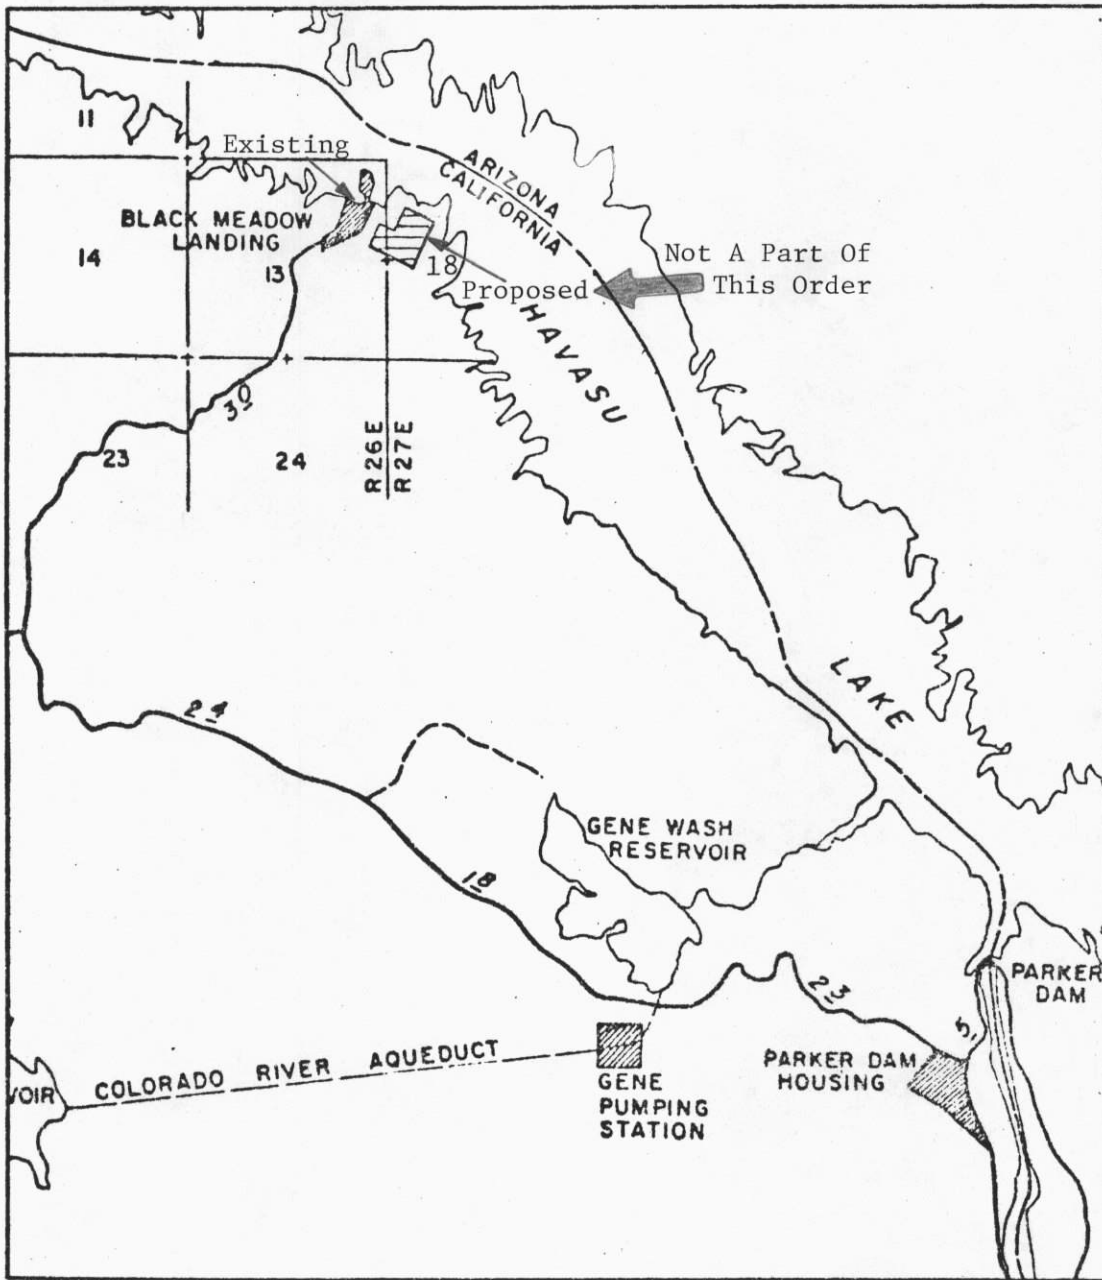 11
Existing
ARIZONA
CALIFORNIA
BLACK MEADOW
LANDING
14
13
18
Proposed
Not A Part Of
This Order
HAVASU
30
23
24
R26E
R27E
LAKE
24
GENE WASH
RESERVOIR
18
23
PARKER
DAM
5
COLORADO RIVER AQUEDUCT
VOIR
GENE
PUMPING
STATION
PARKER DAM
HOUSING